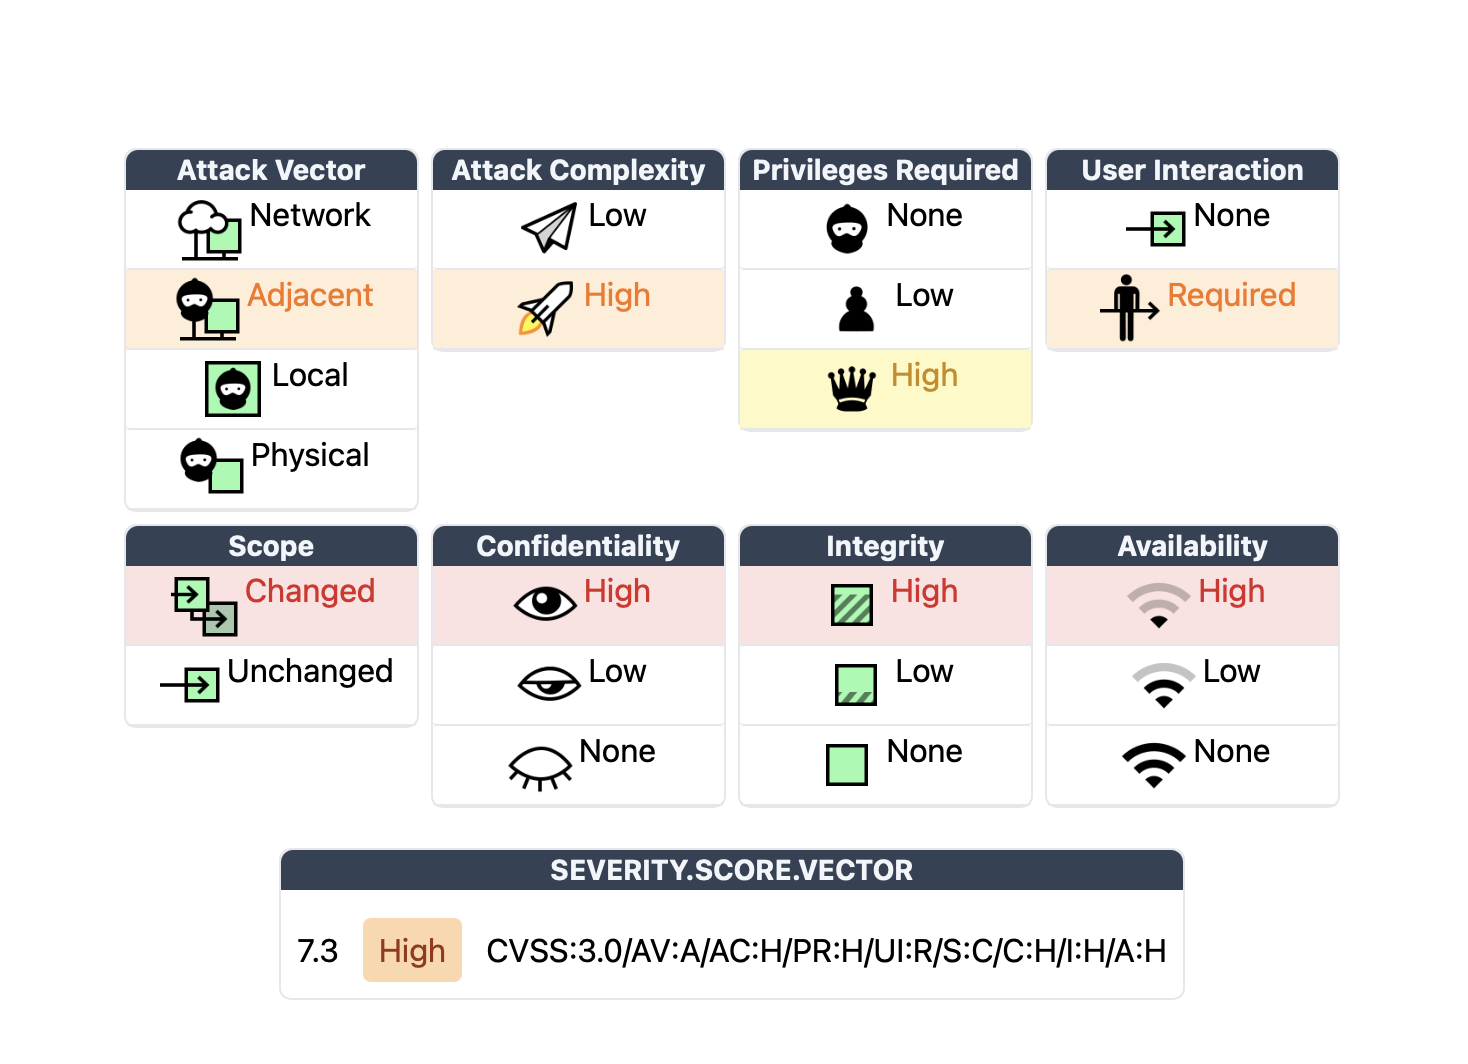 Attack Vector
Network
Adjacent
Local
Physical
Attack Complexity
Low
High
Privileges Required
None
Low
High
User Interaction
None
Required
Scope
Changed
Unchanged
Confidentiality
High
Low
None
Integrity
High
Low
None
Availability
High
Low
None
SEVERITY.SCORE.VECTOR
7.3 High CVSS:3.0/AV:A/AC:H/PR:H/UI:R/S:C/C:H/I:H/A:H